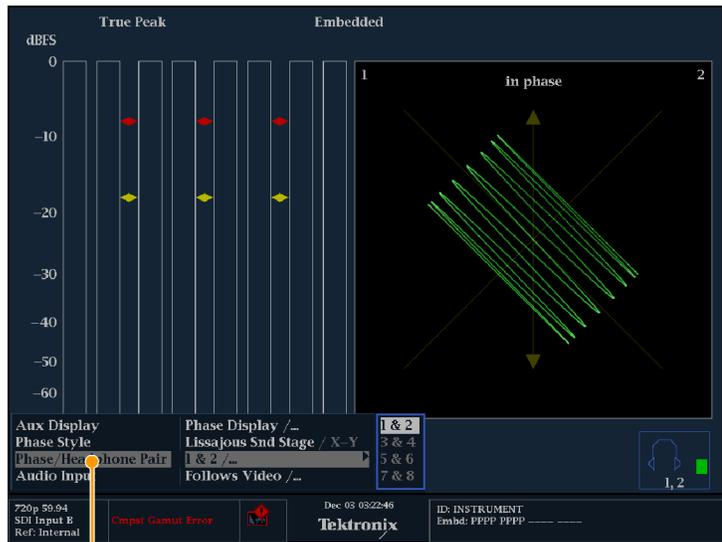 True Peak
Embedded
dBFS
0
-10
-20
-30
-40
-50
-60
1
in phase
2
Aux Display
Phase Display /...
1 & 2
Phase Style
Lissajous Snd Stage / X-Y
3 & 4
Phase/Headphone Pair
1 & 2 /...
5 & 6
Audio Input
Follows Video /...
7 & 8
1, 2
720p 59.94
SDI Input B
Ref: Internal
Cmpst Gamut Error
Dec 03 03:22:46
Tektronix
ID: INSTRUMENT
Embd: PPPP PPPP ---- ----